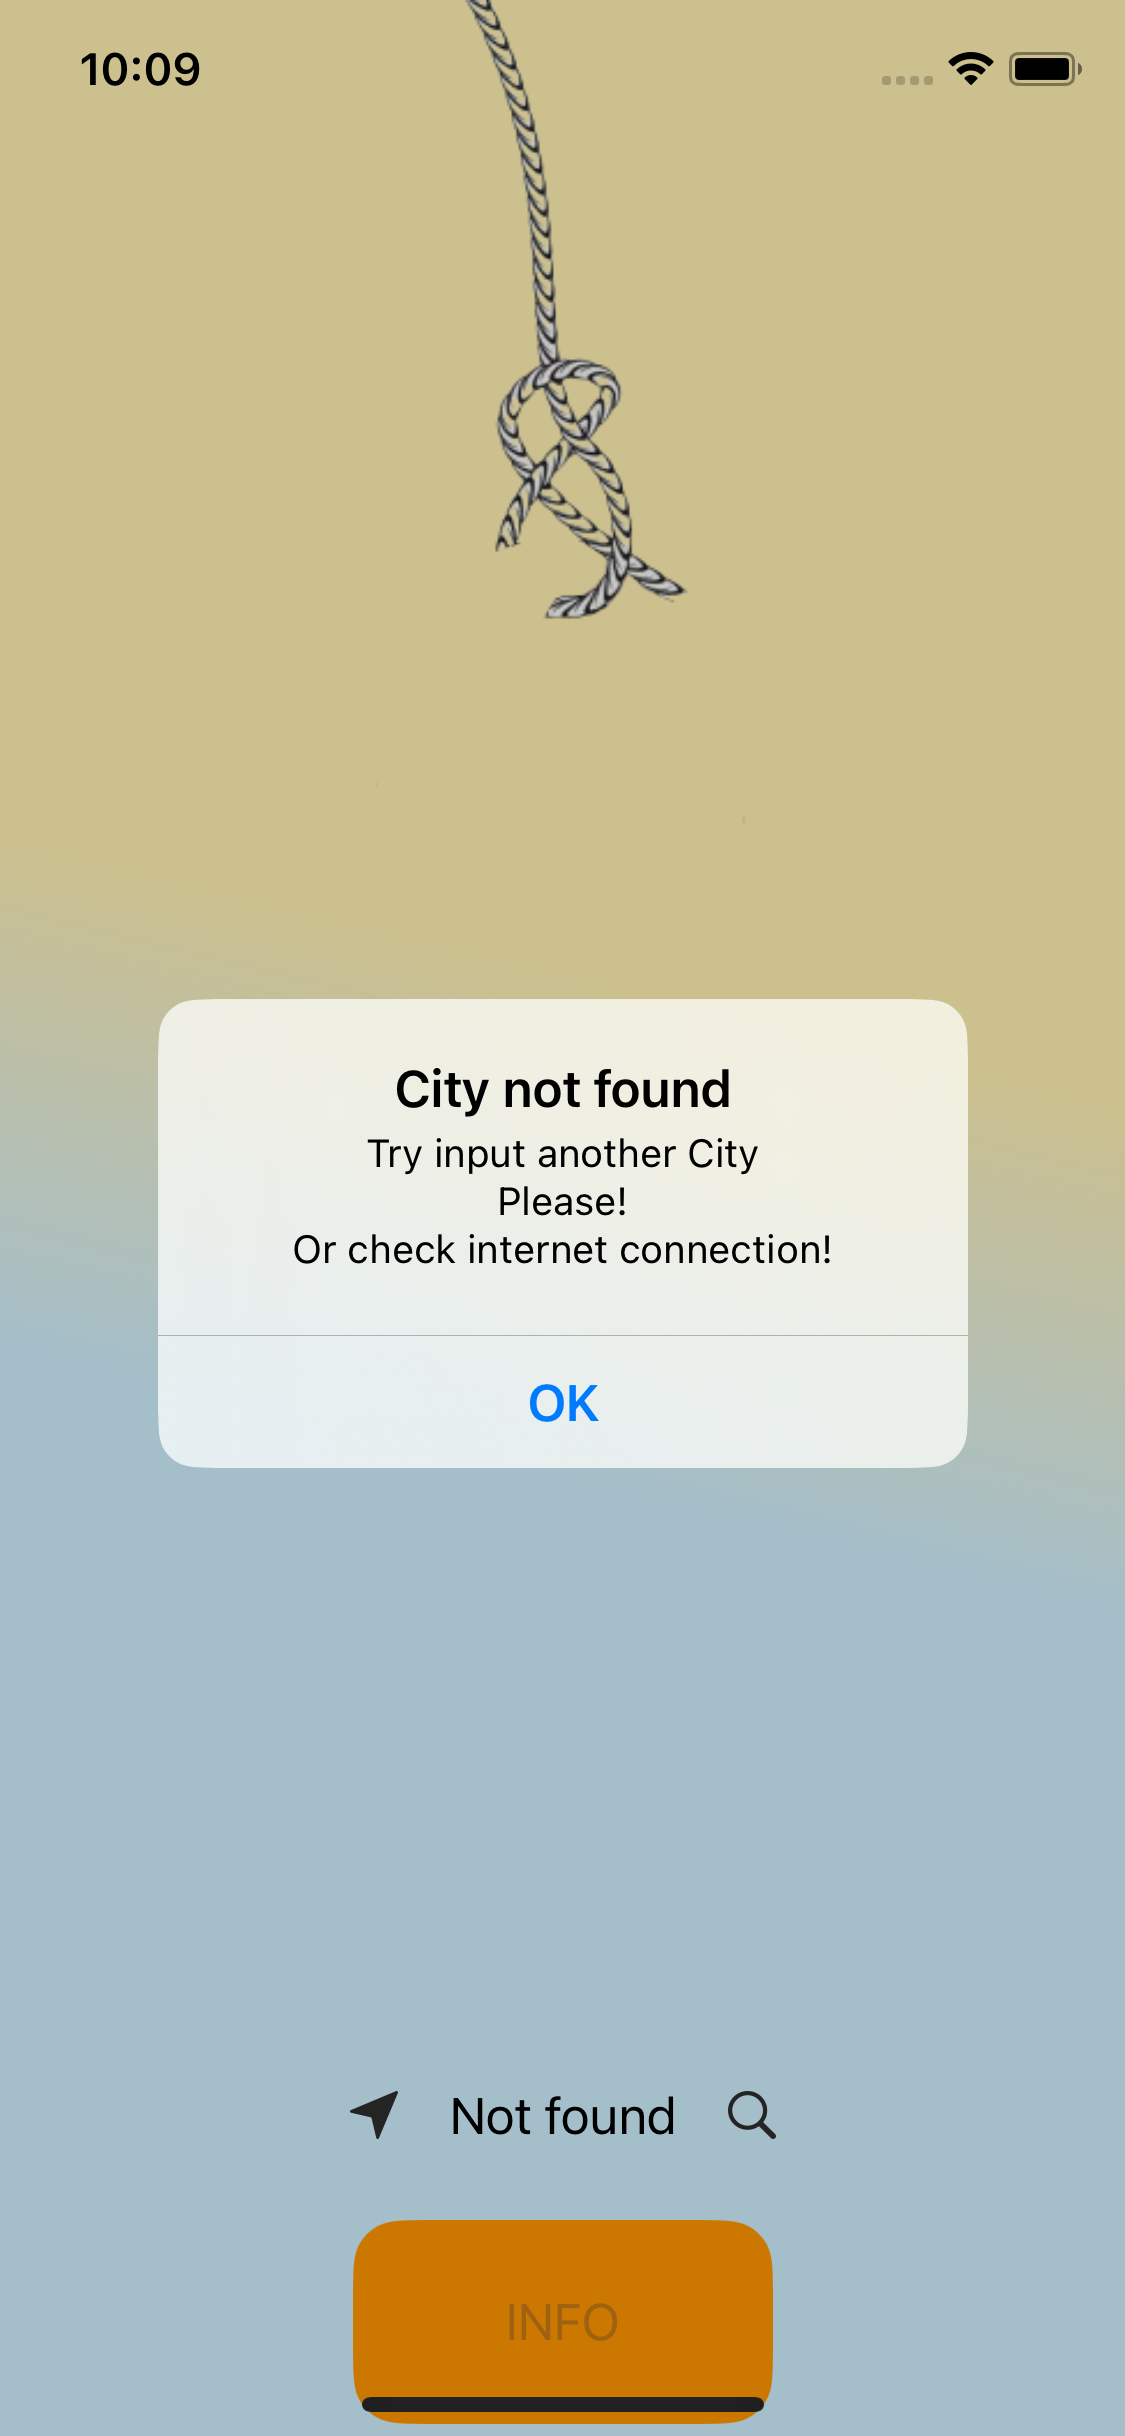 10:09
City not found
Try input another City
Please!
Or check internet connection!
OK
Not found
INFO